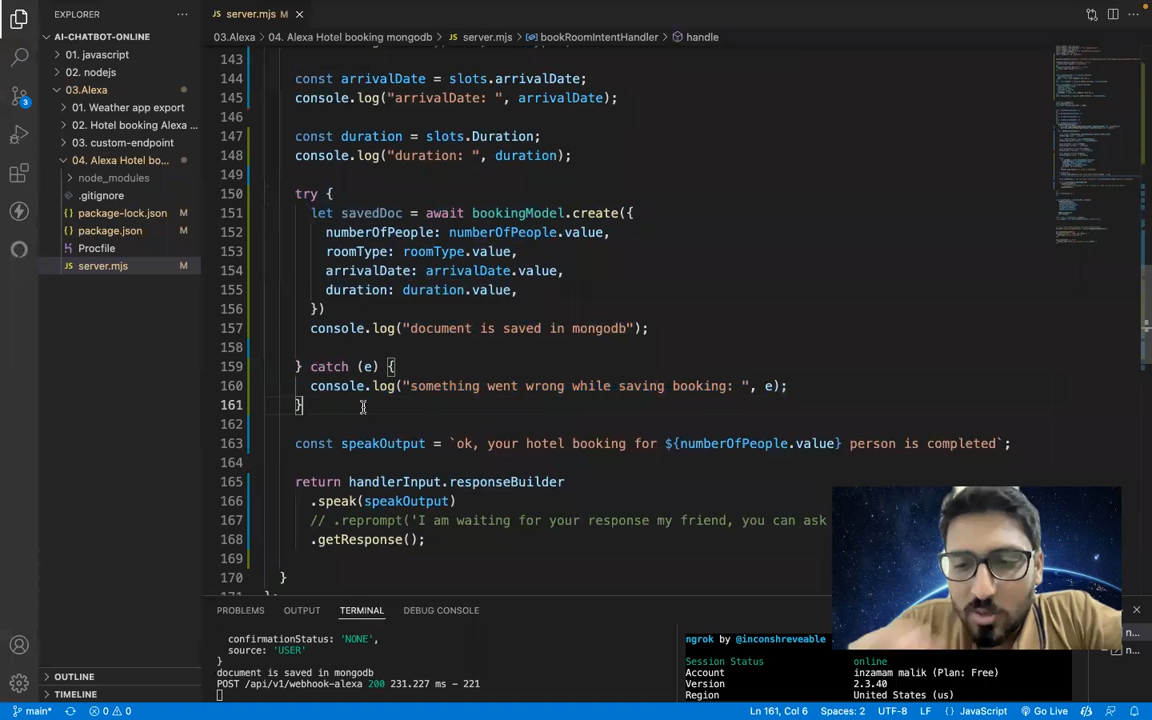 EXPLORER
AI-CHATBOT-ONLINE
01. javascript
02. nodejs
03.Alexa
01. Weather app export
02. Hotel booking Alexa ...
03. custom-endpoint
04. Alexa Hotel bo...
node_modules
.gitignore
package-lock.json M
package.json M
Procfile
server.mjs M
OUTLINE
TIMELINE
server.mjs M
03.Alexa > 04. Alexa Hotel booking mongodb > server.mjs > bookRoomIntentHandler > handle
143
144 const arrivalDate = slots.arrivalDate;
145 console.log("arrivalDate: ", arrivalDate);
146
147 const duration = slots.Duration;
148 console.log("duration: ", duration);
149
150 try {
151 let savedDoc = await bookingModel.create({
152 numberOfPeople: numberOfPeople.value,
153 roomType: roomType.value,
154 arrivalDate: arrivalDate.value,
155 duration: duration.value,
156 })
157 console.log("document is saved in mongodb");
158
159 } catch (e) {
160 console.log("something went wrong while saving booking: ", e);
161 }
162
163 const speakOutput = `ok, your hotel booking for ${numberOfPeople.value} person is completed`;
164
165 return handlerInput.responseBuilder
166 .speak(speakOutput)
167 // .reprompt('I am waiting for your response my friend, you can ask
168 .getResponse();
169
170 }
PROBLEMS OUTPUT TERMINAL DEBUG CONSOLE
confirmationStatus: 'NONE',
source: 'USER'
}
document is saved in mongodb
POST /api/v1/webhook-alexa 200 231.227 ms - 221
ngrok by @inconshreveable
Session Status online
Account inzamam malik (Plan: Free)
Version 2.3.40
Region United States (us)
n...
n...
3
main* 0 0 Ln 161, Col 6 Spaces: 2 UTF-8 LF JavaScript Go Live